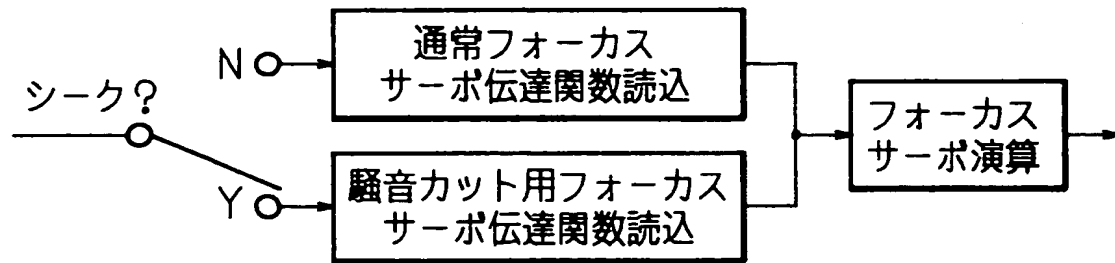 N
通常フォーカス
サーボ伝達関数読込
シーク?
フォーカス
サーボ演算
Y
騒音カット用フォーカス
サーボ伝達関数読込